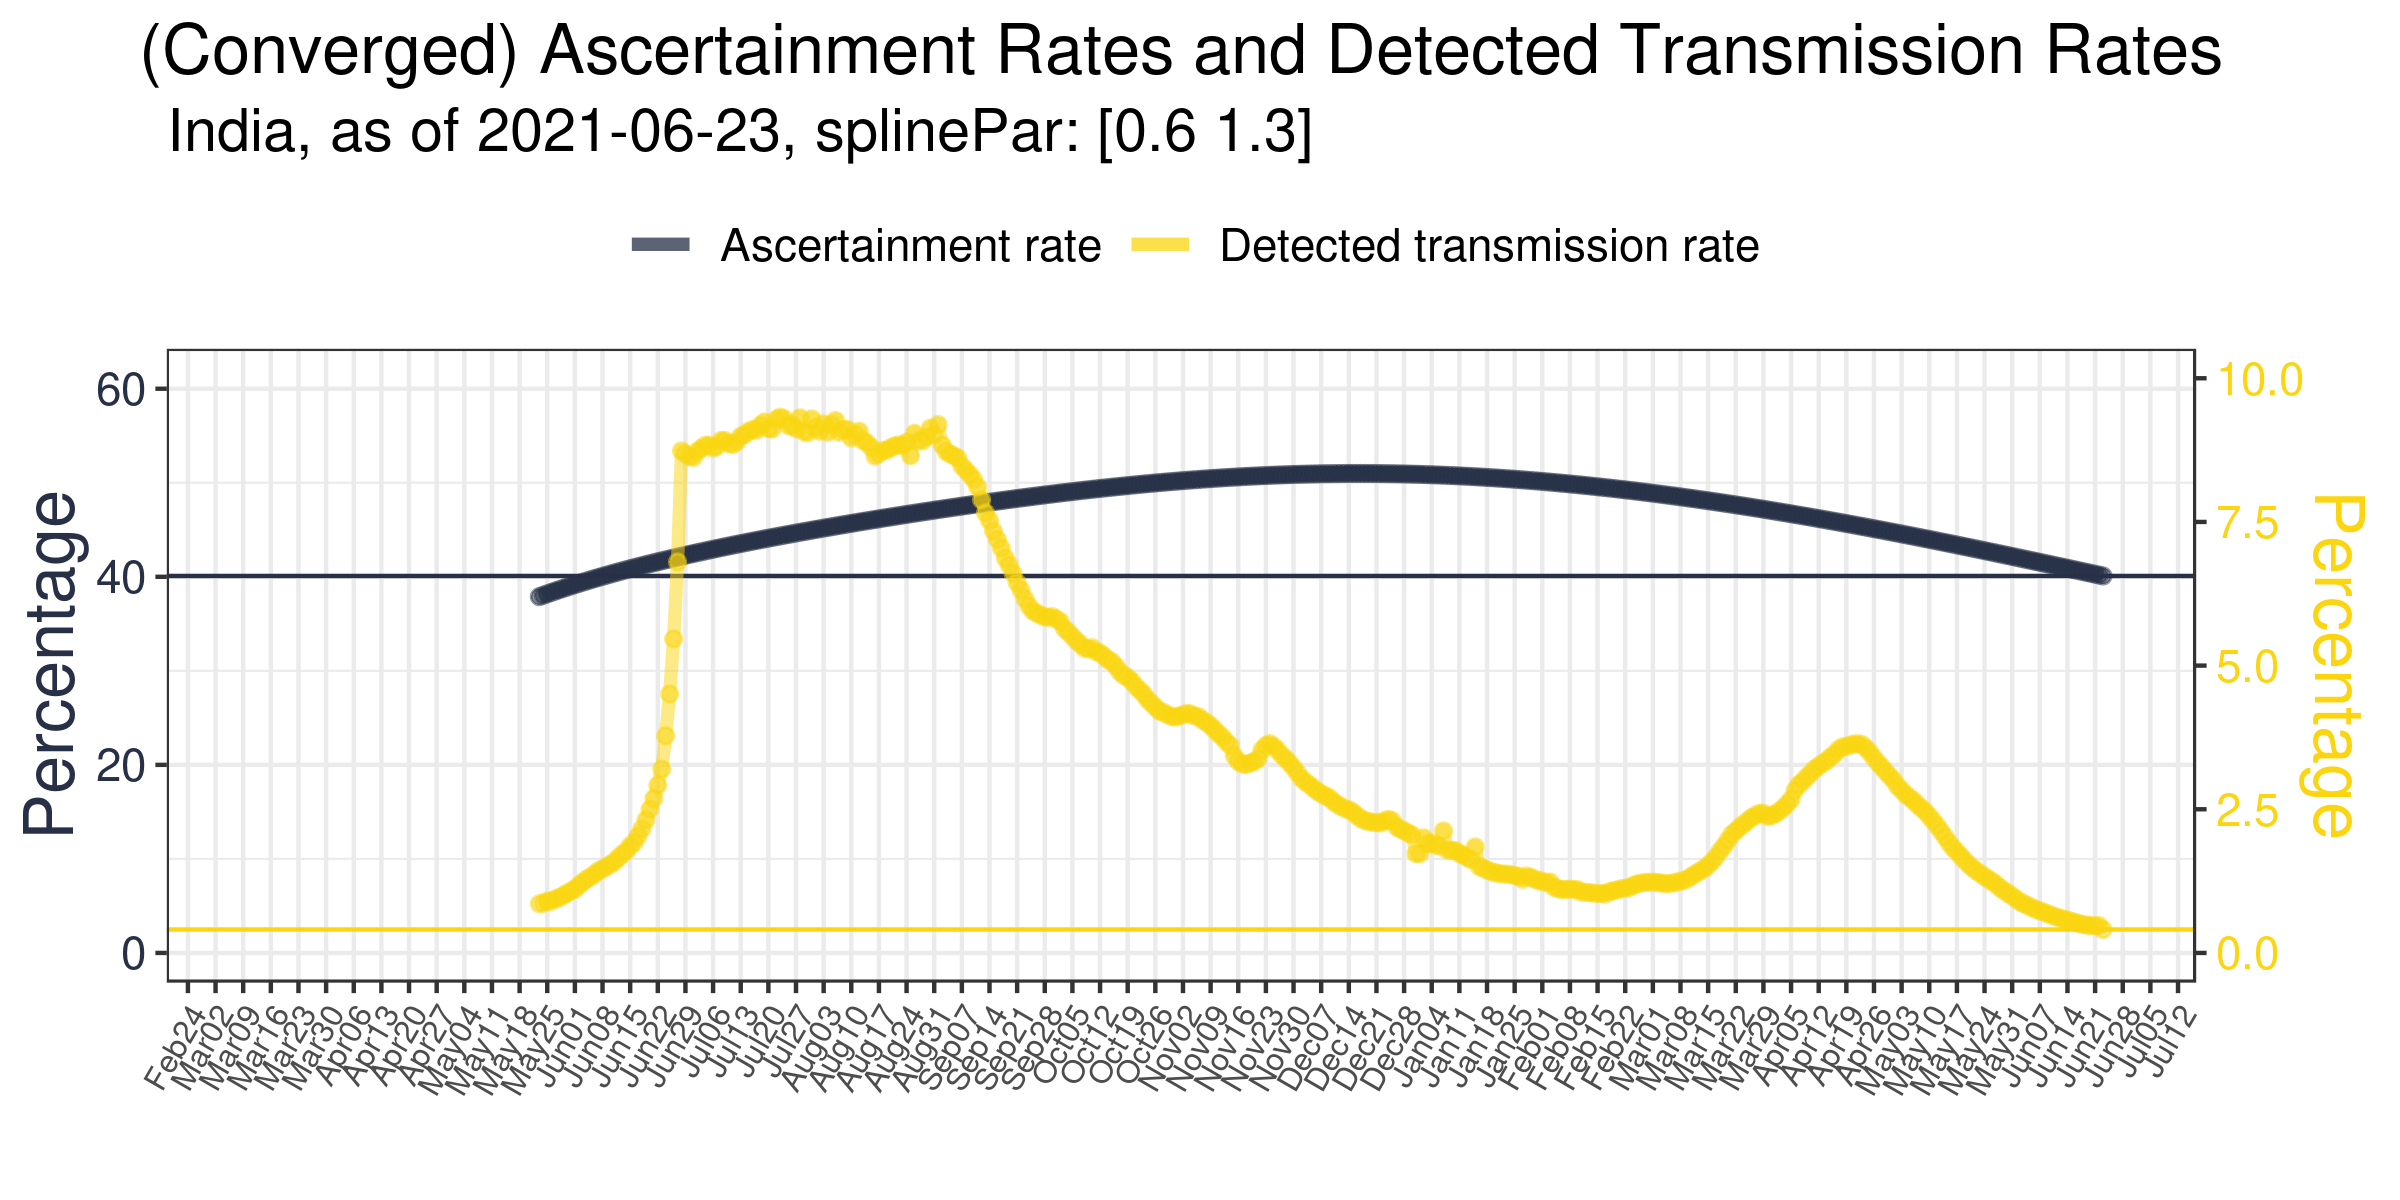 (Converged) Ascertainment Rates and Detected Transmission Rates
India, as of 2021-06-23, splinePar: [0.6 1.3]
Ascertainment rate
Detected transmission rate
Percentage
60
40
20
0
10.0
7.5
5.0
2.5
0.0
Percentage
Feb24
Mar02
Mar09
Mar16
Mar23
Mar30
Apr06
Apr13
Apr20
Apr27
May04
May11
May18
May25
Jun01
Jun08
Jun15
Jun22
Jun29
Jul06
Jul13
Jul20
Jul27
Aug03
Aug10
Aug17
Aug24
Aug31
Sep07
Sep14
Sep21
Sep28
Oct05
Oct12
Oct19
Oct26
Nov02
Nov09
Nov16
Nov23
Nov30
Dec07
Dec14
Dec21
Dec28
Jan04
Jan11
Jan18
Jan25
Feb01
Feb08
Feb15
Feb22
Mar01
Mar08
Mar15
Mar22
Mar29
Apr05
Apr12
Apr19
Apr26
May03
May10
May17
May24
May31
Jun07
Jun14
Jun21
Jun28
Jul05
Jul12